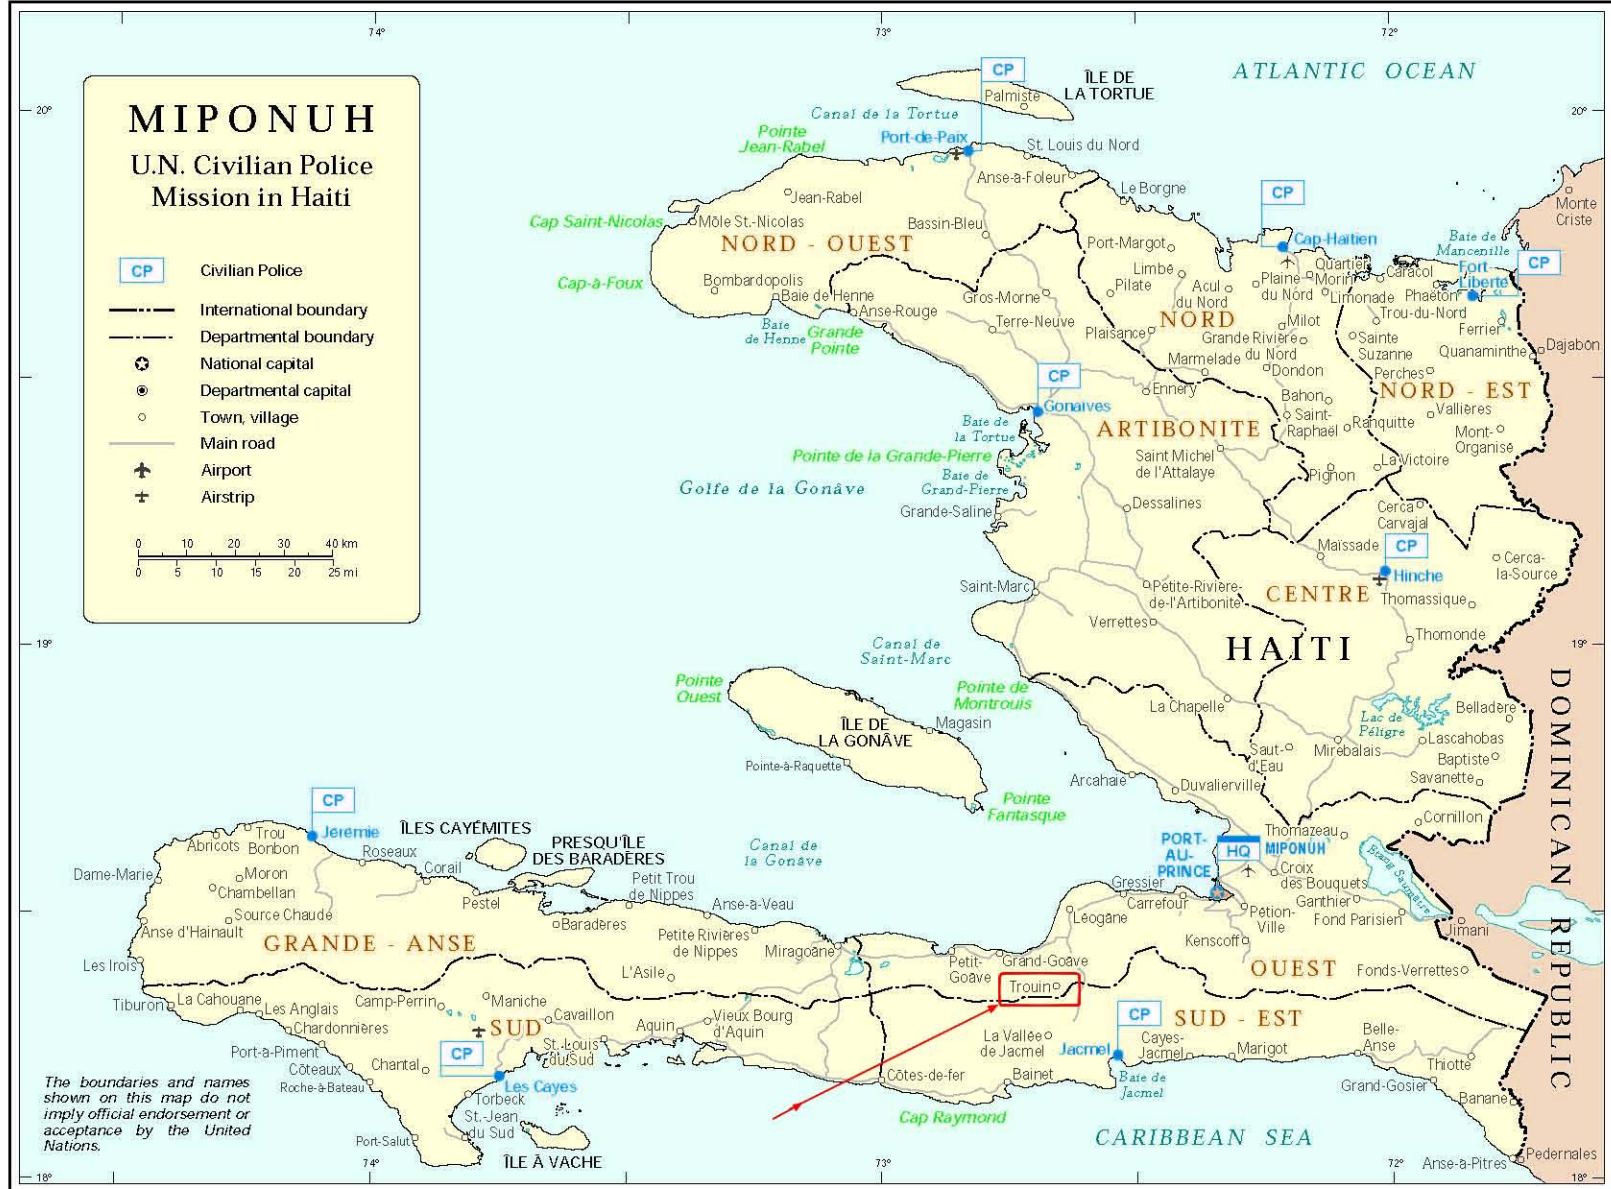 74°
73°
72°
ATLANTIC OCEAN
MIPONUH
U.N. Civilian Police
Mission in Haiti
CP Civilian Police
International boundary
Departmental boundary
National capital
Departmental capital
Town, village
Main road
Airport
Airstrip
0 10 20 30 40 km
0 5 10 15 20 25 mi
20°
20°
CP
ÎLE DE
LA TORTUE
Palmiste
Canal de la Tortue
Pointe
Jean-Rabel
Port-de-Paix
St. Louis du Nord
Anse-à-Foleur
Le Borgne
CP
Monte
Criste
Jean-Rabel
Cap Saint-Nicolas
Môle St.-Nicolas
Bassin-Bleu
NORD - OUEST
Port-Margot
Cap-Haïtien
Baie de
Mancenille
Fort-
Liberté
CP
Cap-à-Foux
Bombardopolis
Baie de Henne
Anse-Rouge
Gros-Morne
Limbé
Pilate
Acul
du Nord
Plaine
du Nord
Quartier
Morin
Limonade
Caracol
Phaëton
Trou-du-Nord
Ferrier
Baie
de Henne
Grande
Pointe
Terre-Neuve
NORD
Plaisance
Milot
Grande Rivière
du Nord
Sainte
Suzanne
Quanaminthe
Dajabón
Marmelade
Dondon
Perches
NORD - EST
CP
Gonaïves
Ennery
Bahon
Saint-
Raphaël
Ranquitte
Vallières
Mont-
Organisé
Baie de
la Tortue
ARTIBONITE
Pointe de la Grande-Pierre
Saint Michel
de l'Attalaye
Pignon
La Victoire
Baie de
Grand-Pierre
Golfe de la Gonâve
Grande-Saline
Dessalines
Cerca
Carvajal
Maïssade
CP
Hinche
Cerca-
la-Source
Saint-Marc
Petite-Rivière-
de-l'Artibonite
CENTRE
Thomassique
Verrettes
Thomonde
19°
19°
HAITI
Canal de
Saint-Marc
Pointe
Ouest
Pointe de
Montrouis
La Chapelle
Lac de
Péligre
Belladère
ÎLE DE
LA GONÂVE
Magasin
Saut-
d'Eau
Mirebalais
Lascahobas
Baptiste
Savanette
Pointe-à-Raquette
Arcahaie
Duvalierville
DOMINICAN REPUBLIC
CP
Jérémie
ÎLES CAYÉMITES
Pointe
Fantasque
Cornillon
Abricots
Trou
Bonbon
Roseaux
Corail
PRESQU'ÎLE
DES BARADÈRES
Canal de
la Gonâve
PORT-
AU-
PRINCE
HQ
MIPONUH
Thomazeau
Croix
des Bouquets
Ganthier
Fond Parisien
Etang Saumâtre
Dame-Marie
Moron
Chambellan
Source Chaude
Pestel
Petit Trou
de Nippes
Anse-à-Veau
Gressier
Carrefour
Léogâne
Pétion-
Ville
Jimani
Anse d'Hainault
Baradères
Petite Rivières
de Nippes
Miragoâne
Kenscoff
GRANDE - ANSE
Les Irois
L'Asile
Petit-
Goâve
Grand-Goâve
Trouin
OUEST
Fonds-Verrettes
Tiburon
La Cahouane
Les Anglais
Camp-Perrin
Maniche
Cavaillon
Vieux Bourg
d'Aquin
Aquin
Chardonnières
SUD
St.-Louis
du Sud
La Vallée
de Jacmel
CP
Jacmel
SUD - EST
Cayes-
Jacmel
Marigot
Belle-
Anse
Thiotte
Port-à-Piment
Côteaux
Roche-à-Bateau
Chantal
CP
Les Cayes
Côtes-de-fer
Bainet
Baie de
Jacmel
Grand-Gosier
Banane
Torbeck
St.-Jean
du Sud
Cap Raymond
The boundaries and names
shown on this map do not
imply official endorsement or
acceptance by the United
Nations.
Port-Salut
ÎLE À VACHE
CARIBBEAN SEA
Anse-à-Pitres
Pedernales
18°
18°
74°
73°
72°